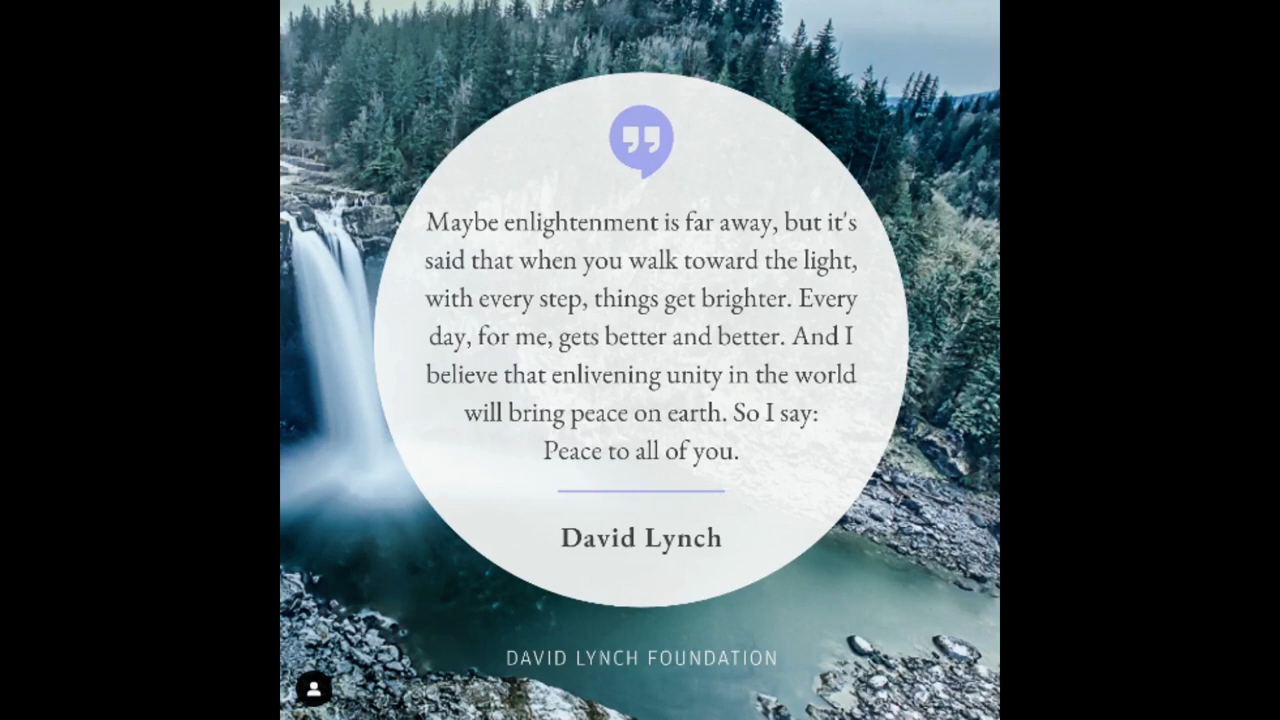 Maybe enlightenment is far away, but it's
said that when you walk toward the light,
with every step, things get brighter. Every
day, for me, gets better and better. And I
believe that enlivening unity in the world
will bring peace on earth. So I say:
Peace to all of you.
David Lynch
DAVID LYNCH FOUNDATION